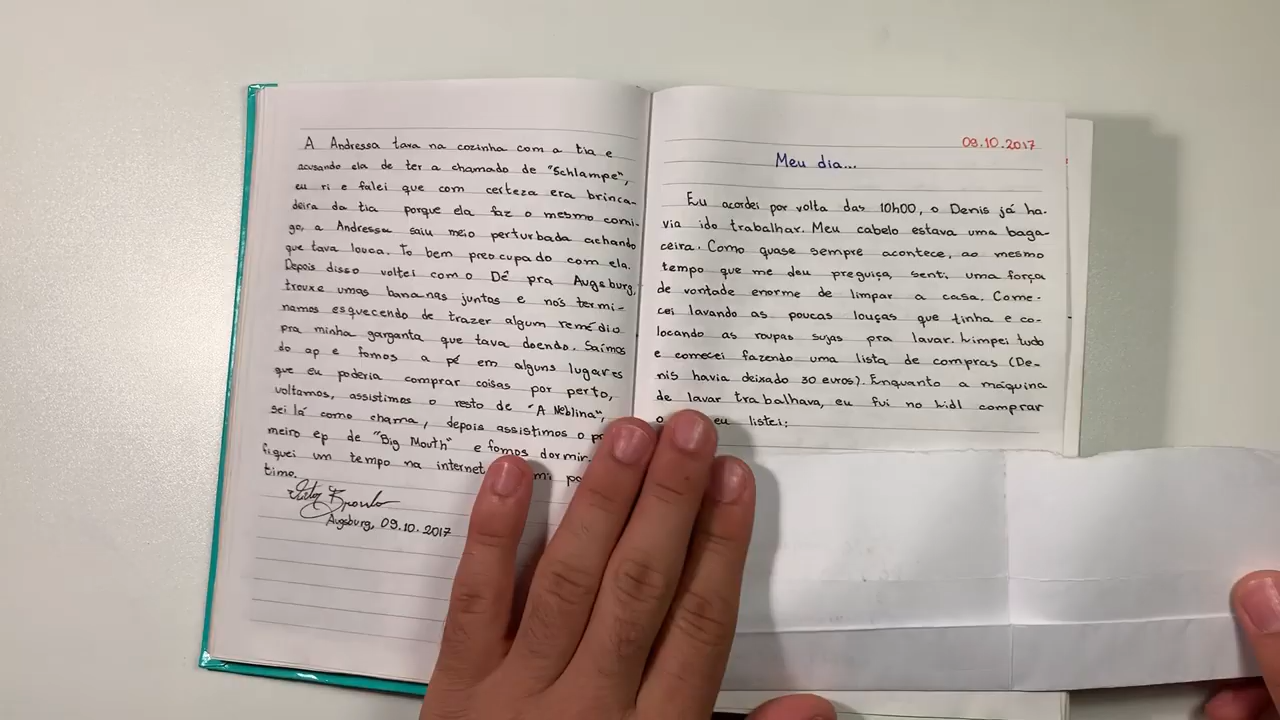 A Andressa tava na cozinha com a tia e
acusando ela de ter a chamado de "Schlampe",
eu ri e falei que com certeza era brinca-
deira da tia porque ela faz o mesmo comi-
go, a Andressa saiu meio perturbada achando
que tava louca. To bem preocupado com ela.
Depois disso voltei com o Dê pra Augsburg,
trouxe umas bananas juntos e nós termi-
namos esquecendo de trazer algum remédio
pra minha garganta que tava doendo. Saímos
do ap e fomos a pé em alguns lugares
que eu poderia comprar coisas por perto,
voltamos, assistimos o resto de "A Neblina",
sei lá como chama, depois assistimos o
meiro ep de "Big Mouth" e fomos dormir.
fiquei um tempo na internet
timo.
Augsburg, 09.10.2017
09.10.2017
Meu dia...
Eu acordei por volta das 10h00, o Denis já ha-
via ido trabalhar. Meu cabelo estava uma baga-
ceira. Como quase sempre acontece, ao mesmo
tempo que me deu preguiça, senti uma força
de vontade enorme de limpar a casa. Come-
cei lavando as poucas louças que tinha e co-
locando as roupas sujas pra lavar. Limpei tudo
e comecei fazendo uma lista de compras (De-
nis havia deixado 30 euros). Enquanto a máquina
de lavar trabalhava, eu fui no Lidl comprar
o eu listei: